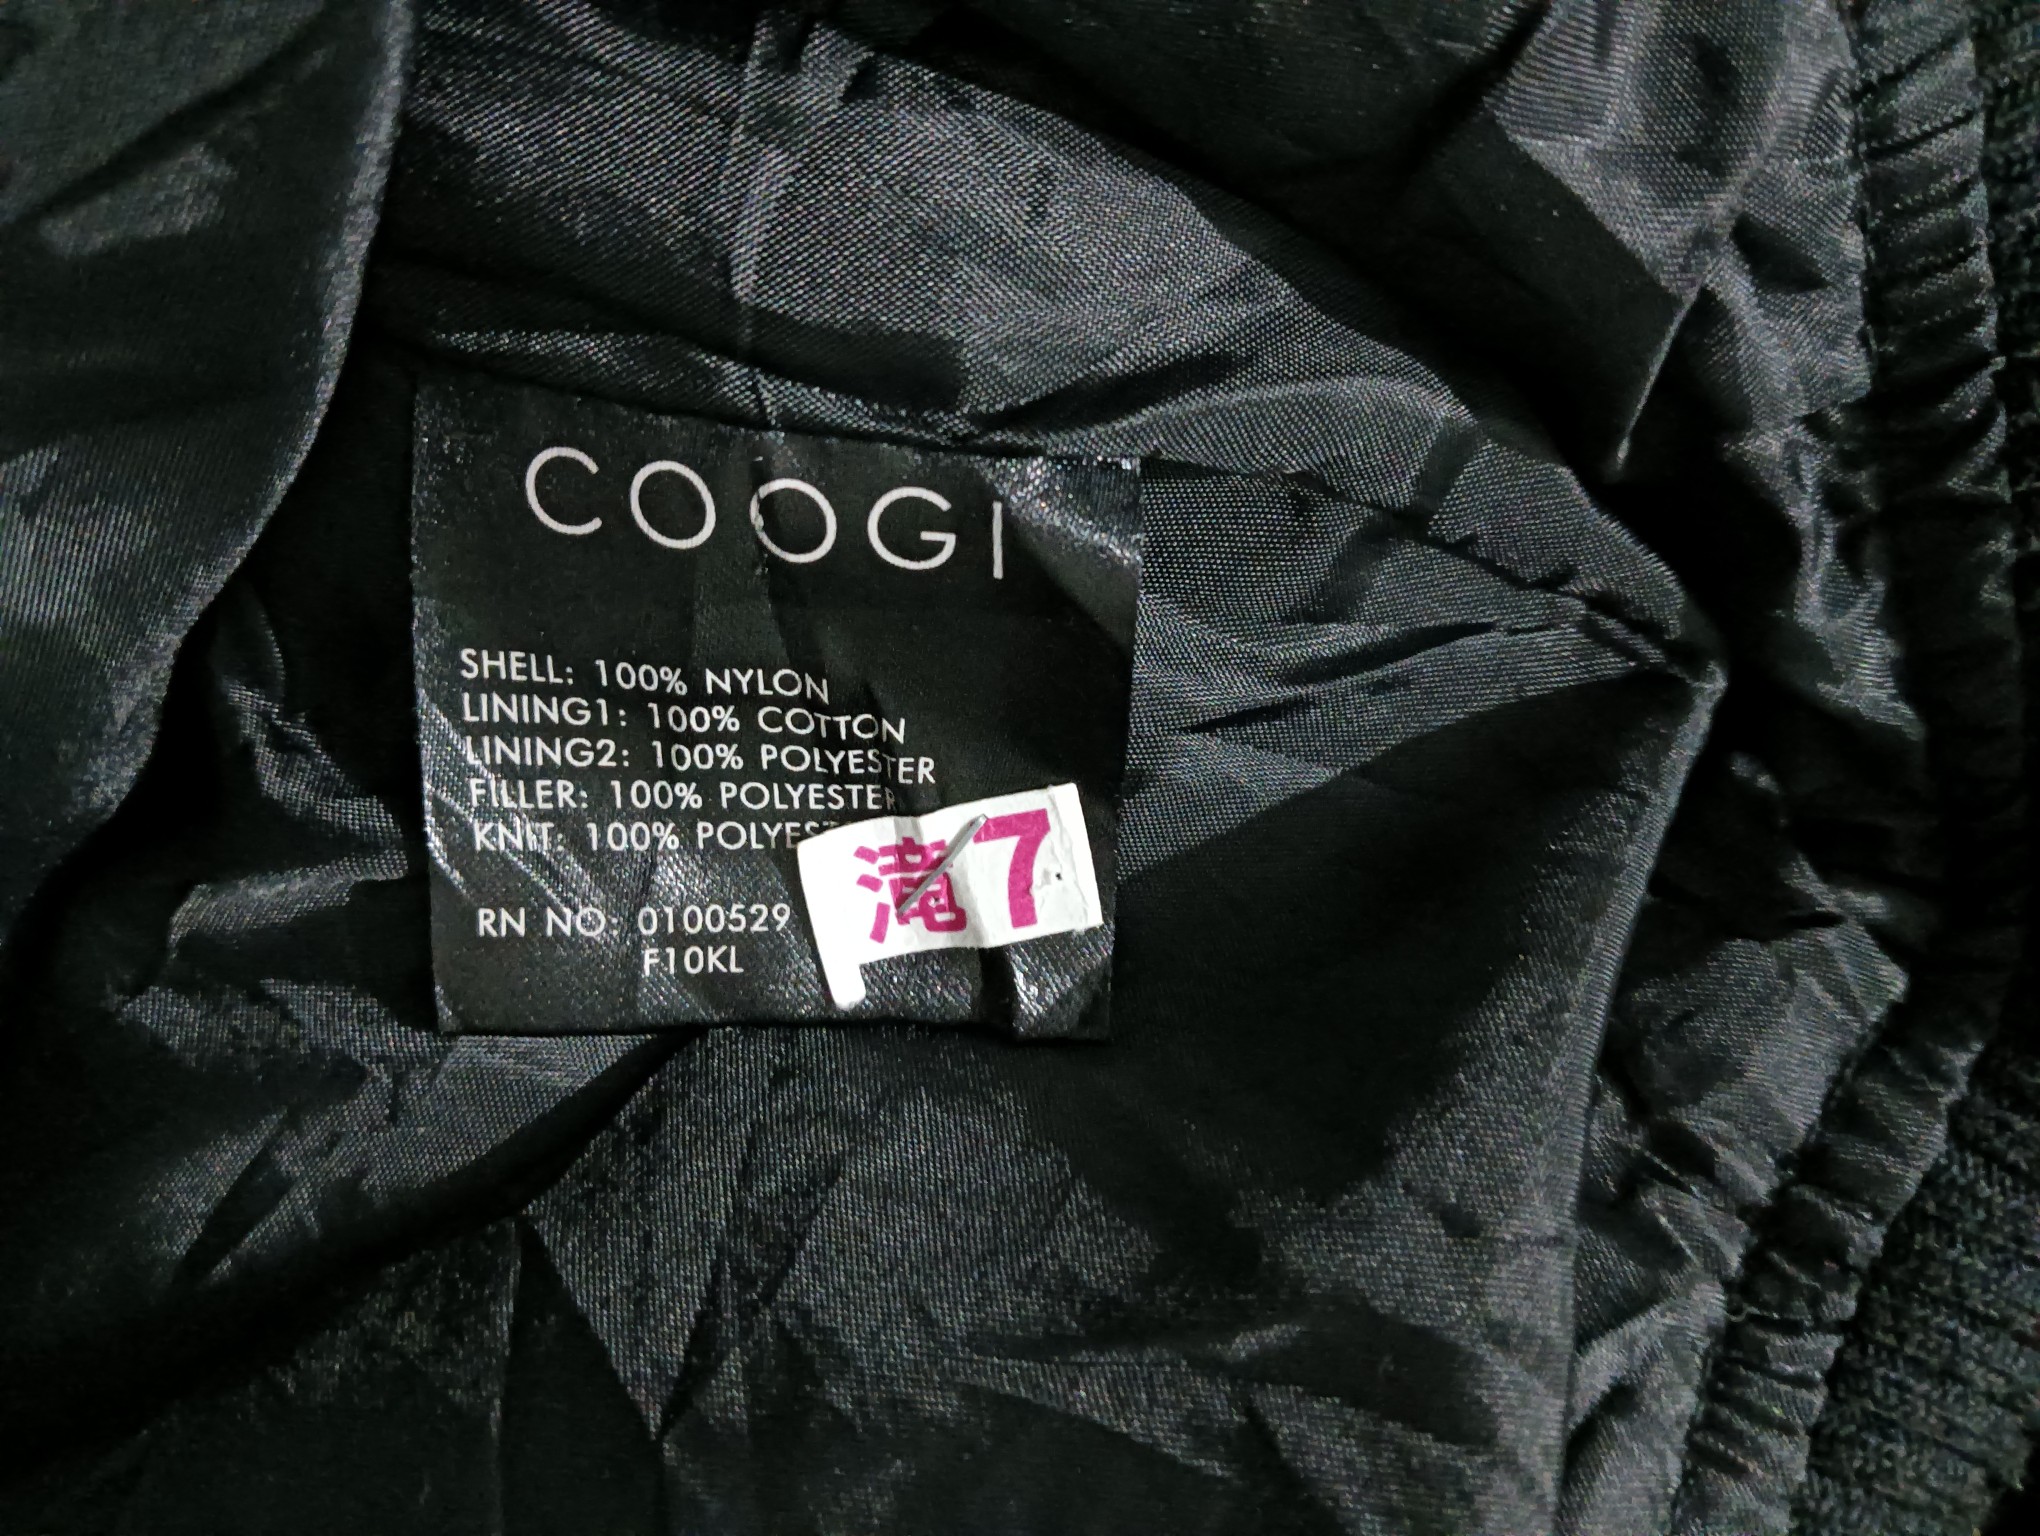 COOGI
SHELL: 100% NYLON
LINING1: 100% COTTON
LINING2: 100% POLYESTER
FILLER: 100% POLYESTER
KNIT: 100% POLYES
滝7
RN NO: 0100529
F10KL